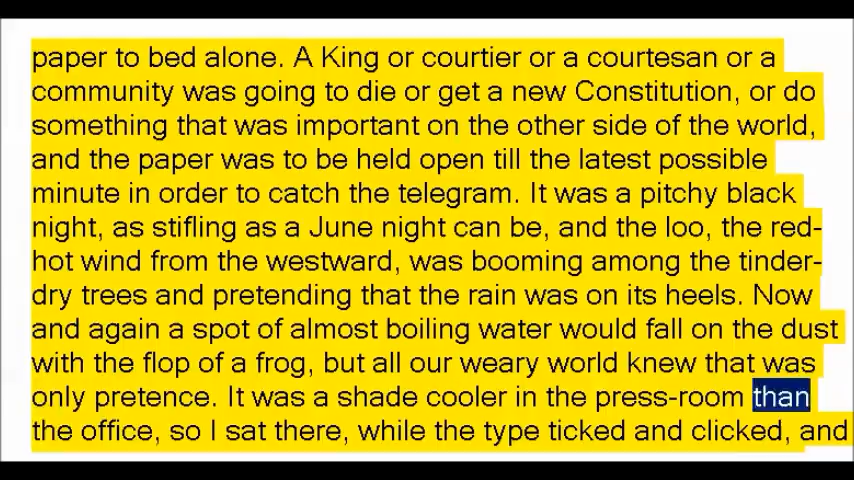 paper to bed alone. A King or courtier or a courtesan or a
community was going to die or get a new Constitution, or do
something that was important on the other side of the world,
and the paper was to be held open till the latest possible
minute in order to catch the telegram. It was a pitchy black
night, as stifling as a June night can be, and the loo, the red-
hot wind from the westward, was booming among the tinder-
dry trees and pretending that the rain was on its heels. Now
and again a spot of almost boiling water would fall on the dust
with the flop of a frog, but all our weary world knew that was
only pretence. It was a shade cooler in the press-room than
the office, so I sat there, while the type ticked and clicked, and